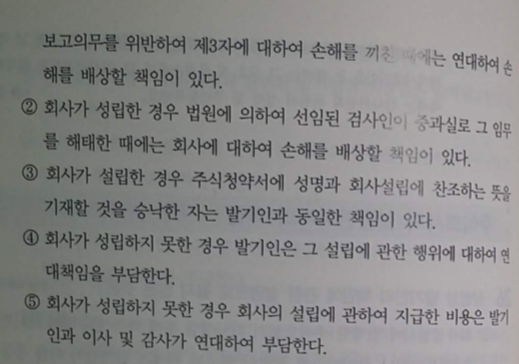 보고의무를 위반하여 제3자에 대하여 손해를 끼친 때에는 연대하여 손
해를 배상할 책임이 있다.
② 회사가 성립한 경우 법원에 의하여 선임된 검사인이 중과실로 그 임무
를 해태한 때에는 회사에 대하여 손해를 배상할 책임이 있다.
③ 회사가 설립한 경우 주식청약서에 성명과 회사설립에 찬조하는 뜻을
기재할 것을 승낙한 자는 발기인과 동일한 책임이 있다.
④ 회사가 성립하지 못한 경우 발기인은 그 설립에 관한 행위에 대하여 연
대책임을 부담한다.
⑤ 회사가 성립하지 못한 경우 회사의 설립에 관하여 지급한 비용은 발기
인과 이사 및 감사가 연대하여 부담한다.